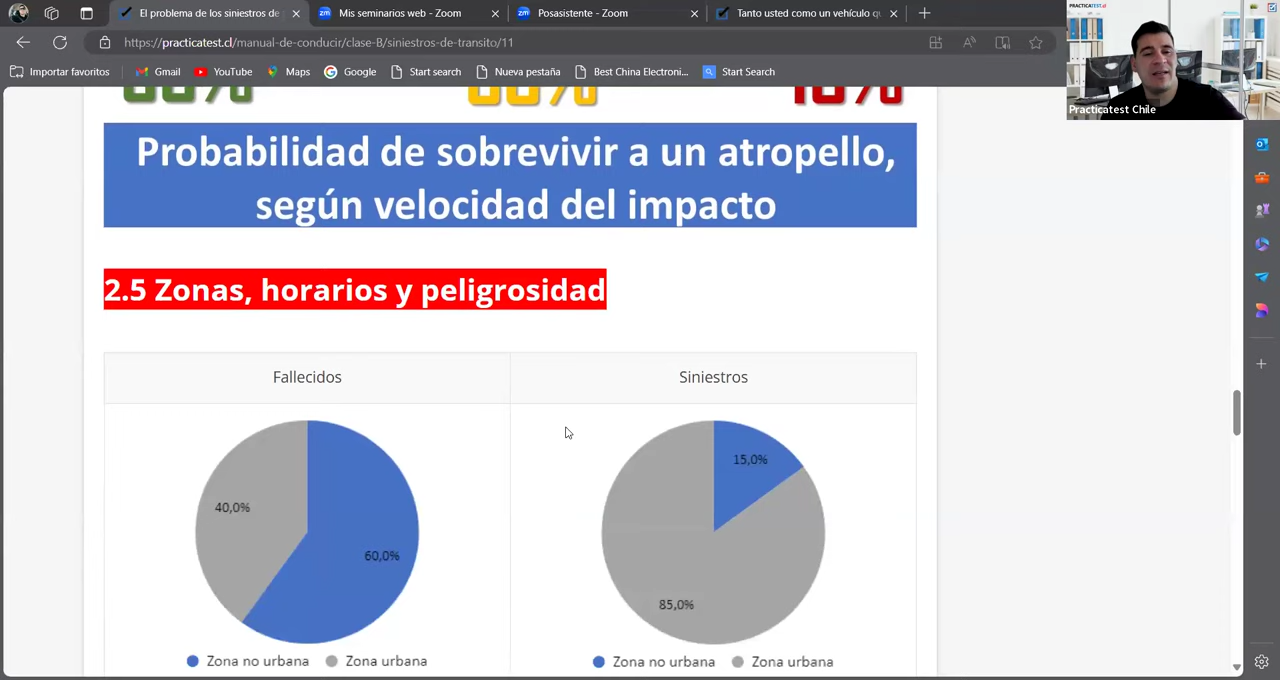 El problema de los siniestros de
Mis seminarios web - Zoom
Posasistente - Zoom
Tanto usted como un vehículo
https://practicatest.cl/manual-de-conducir/clase-B/siniestros-de-transito/11
Importar favoritos
Gmail
YouTube
Maps
Google
Start search
Nueva pestaña
Best China Electroni...
Start Search
PRACTICATEST.cl
Practicatest Chile
Probabilidad de sobrevivir a un atropello,
según velocidad del impacto
2.5 Zonas, horarios y peligrosidad
Fallecidos
Siniestros
40,0%
60,0%
15,0%
85,0%
Zona no urbana
Zona urbana
Zona no urbana
Zona urbana